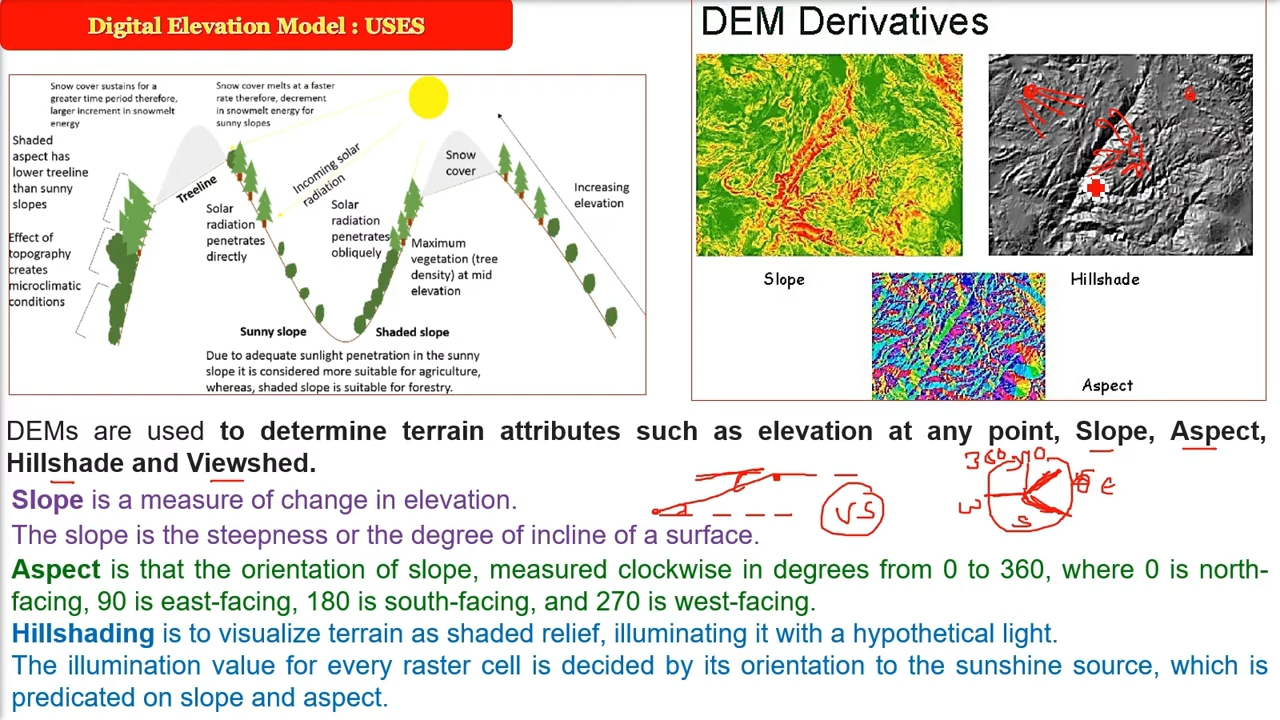 Digital Elevation Model : USES
Snow cover sustains for a
greater time period therefore,
larger increment in snowmelt
energy
Snow cover melts at a faster
rate therefore, decrement
in snowmelt energy for
sunny slopes
Shaded
aspect has
lower treeline
than sunny
slopes
Effect of
topography
creates
microclimatic
conditions
Treeline
Solar
radiation
penetrates
directly
Incoming solar
radiation
Solar
radiation
penetrates
obliquely
Snow
cover
Maximum
vegetation (tree
density) at mid
elevation
Increasing
elevation
Sunny slope
Shaded slope
Due to adequate sunlight penetration in the sunny
slope it is considered more suitable for agriculture,
whereas, shaded slope is suitable for forestry.
DEM Derivatives
Slope
Hillshade
Aspect
DEMs are used to determine terrain attributes such as elevation at any point, Slope, Aspect,
Hillshade and Viewshed.
Slope is a measure of change in elevation.
The slope is the steepness or the degree of incline of a surface.
VS
360
0
W
S
E
Aspect is that the orientation of slope, measured clockwise in degrees from 0 to 360, where 0 is north-
facing, 90 is east-facing, 180 is south-facing, and 270 is west-facing.
Hillshading is to visualize terrain as shaded relief, illuminating it with a hypothetical light.
The illumination value for every raster cell is decided by its orientation to the sunshine source, which is
predicated on slope and aspect.